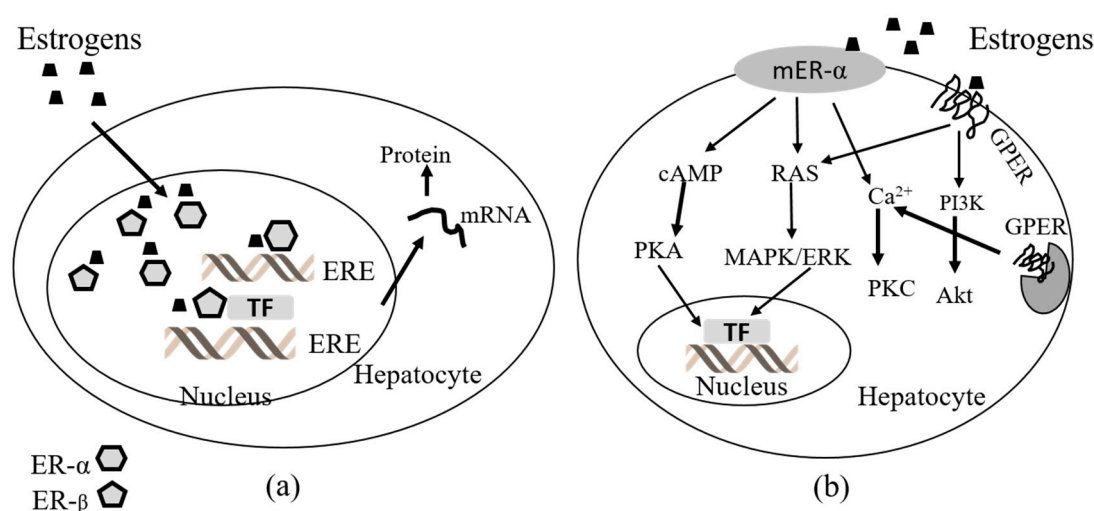 Estrogens
Protein
mRNA
ERE
TF
ERE
Hepatocyte
Nucleus
ER-α
ER-β
(a)
Estrogens
mER-α
GPER
cAMP
RAS
Ca²⁺
PI3K
GPER
PKA
MAPK/ERK
PKC
Akt
TF
Nucleus
Hepatocyte
(b)